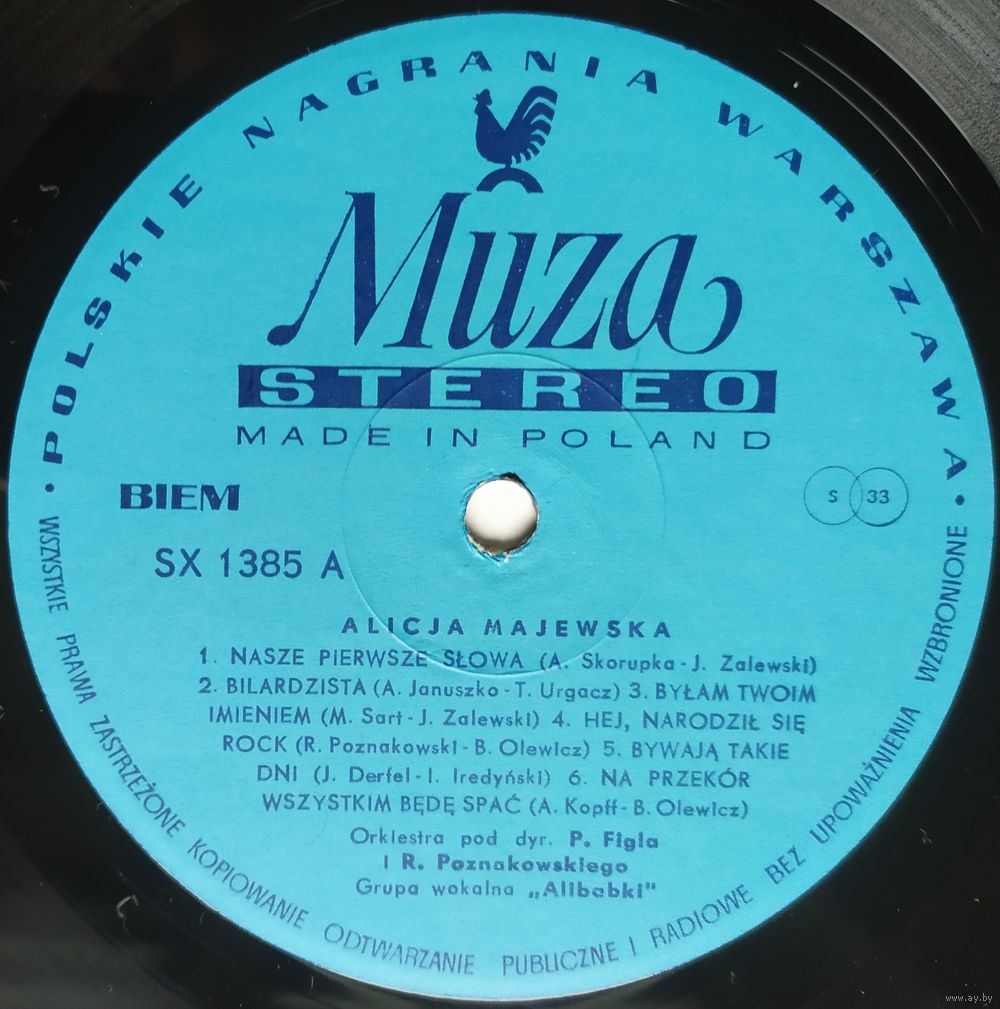 • POLSKIE NAGRANIA WARSZAWA •
Muza
STEREO
MADE IN POLAND
BIEM
S 33
SX 1385 A
ALICJA MAJEWSKA
1. NASZE PIERWSZE SŁOWA (A. Skorupka - J. Zalewski)
2. BILARDZISTA (A. Januszko - T. Urgacz) 3. BYŁAM TWOIM
IMIENIEM (M. Sart - J. Zalewski) 4. HEJ, NARODZIŁ SIĘ
ROCK (R. Poznakowski - B. Olewicz) 5. BYWAJĄ TAKIE
DNI (J. Derfel - I. Iredyński) 6. NA PRZEKÓR
WSZYSTKIM BĘDĘ SPAĆ (A. Kopff - B. Olewicz)
Orkiestra pod dyr. P. Figla
i R. Poznakowskiego
Grupa wokalna „Alibabki"
WSZYSTKIE PRAWA ZASTRZEŻONE KOPIOWANIE ODTWARZANIE PUBLICZNE I RADIOWE BEZ UPOWAŻNIENIA WZBRONIONE
www.ay.by